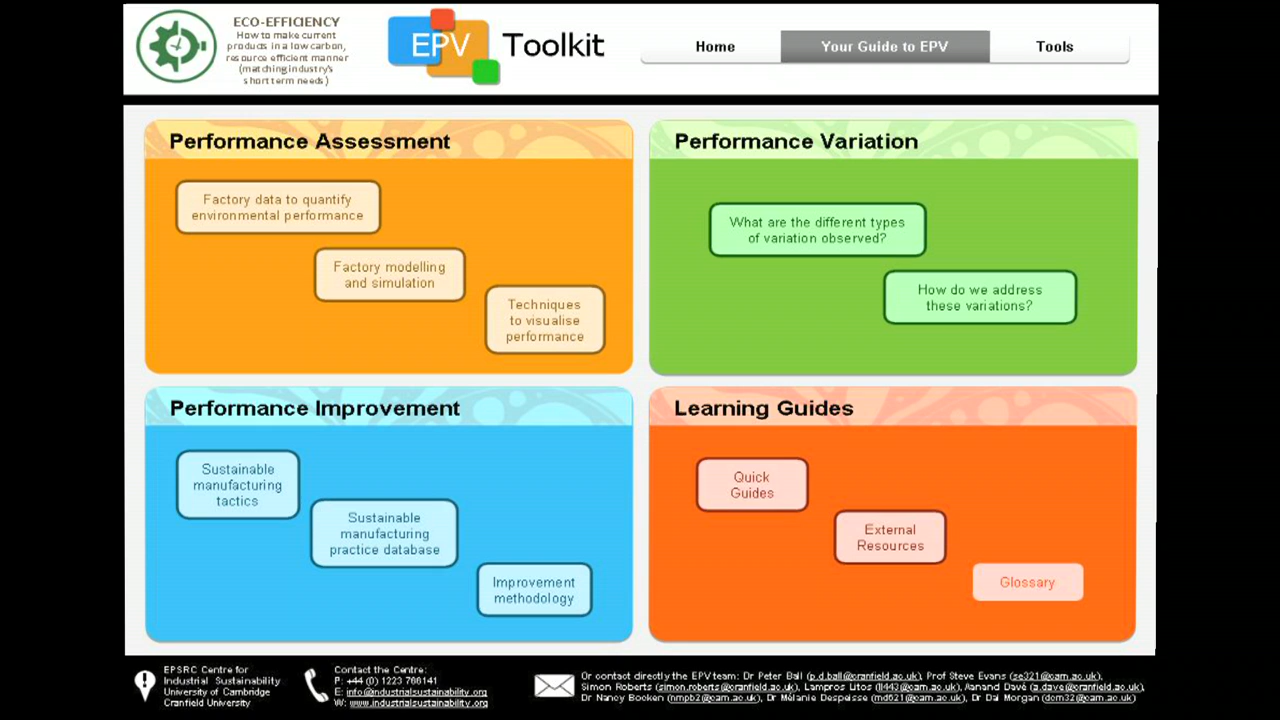 ECO-EFFICIENCY
How to make current
products in a low carbon,
resource efficient manner
(matching industry's
short term needs)
EPV Toolkit
Home
Your Guide to EPV
Tools
Performance Assessment
Factory data to quantify
environmental performance
Factory modelling
and simulation
Techniques
to visualise
performance
Performance Variation
What are the different types
of variation observed?
How do we address
these variations?
Performance Improvement
Sustainable
manufacturing
tactics
Sustainable
manufacturing
practice database
Improvement
methodology
Learning Guides
Quick
Guides
External
Resources
Glossary
EPSRC Centre for
Industrial Sustainability
University of Cambridge
Cranfield University
Contact the Centre:
P: +44 (0) 1223 766141
E: info@industrialsustainability.org
W: www.industrialsustainability.org
Or contact directly the EPV team: Dr Peter Ball (p.d.ball@cranfield.ac.uk), Prof Steve Evans (se321@cam.ac.uk),
Simon Roberts (simon.roberts@cranfield.ac.uk), Lampros Litos (ll443@cam.ac.uk), Aanand Davé (a.dave@cranfield.ac.uk),
Dr Nancy Bocken (nmpb2@cam.ac.uk), Dr Mélanie Despeisse (md621@cam.ac.uk), Dr Dai Morgan (dcm32@cam.ac.uk)